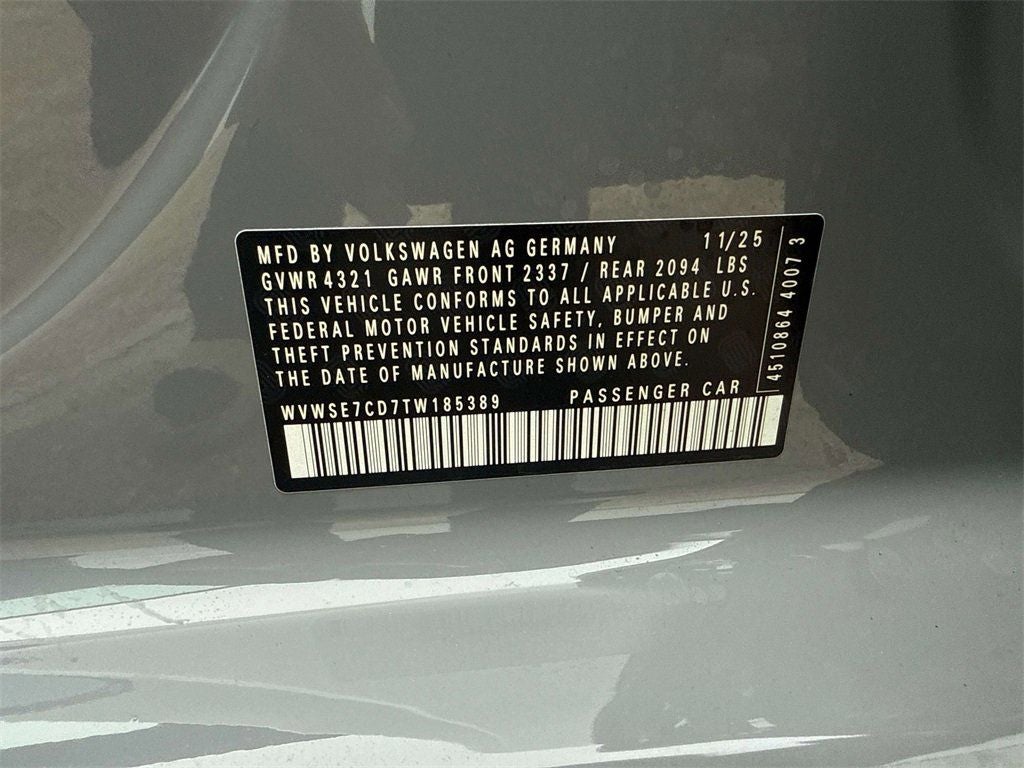 MFD BY VOLKSWAGEN AG GERMANY 11/25
GVWR 4321 GAWR FRONT 2337 / REAR 2094 LBS
THIS VEHICLE CONFORMS TO ALL APPLICABLE U.S.
FEDERAL MOTOR VEHICLE SAFETY, BUMPER AND
THEFT PREVENTION STANDARDS IN EFFECT ON
THE DATE OF MANUFACTURE SHOWN ABOVE.
WVWSE7CD7TW185389 PASSENGER CAR
4510864 40073